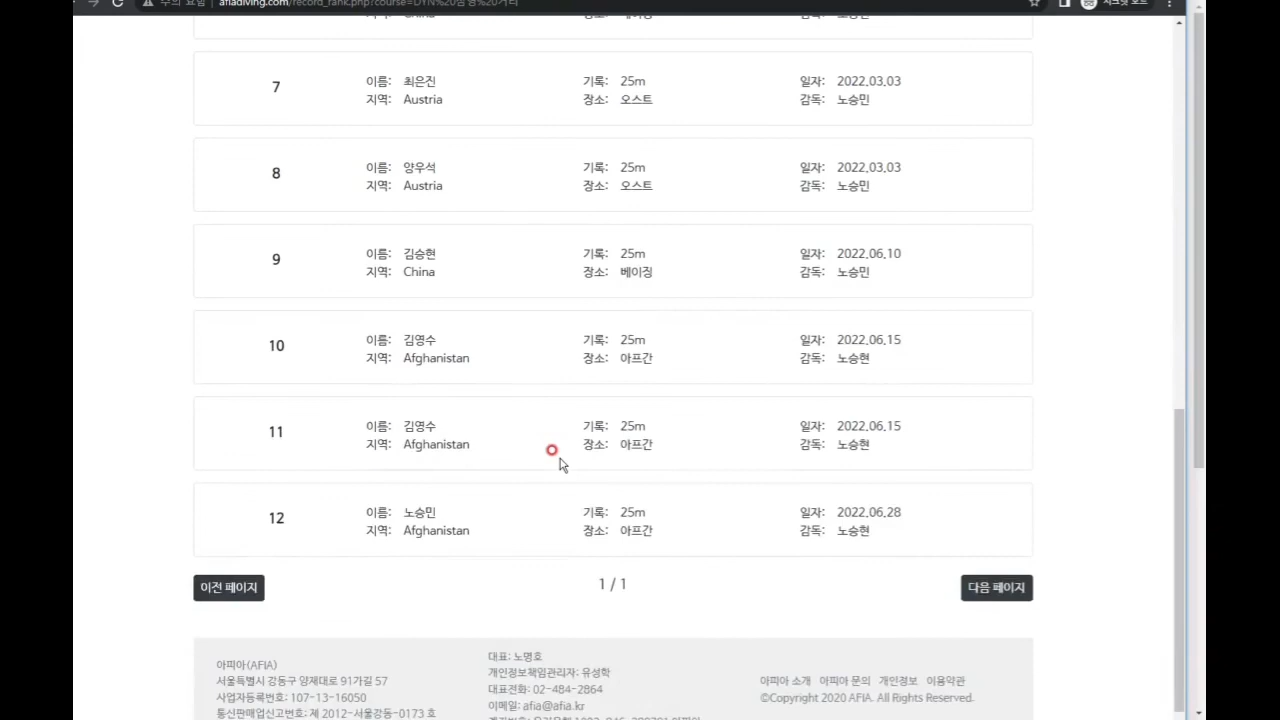 afiadiving.com/record_rank.php?course=DYN%20잠영%20거리
7
이름: 최은진
지역: Austria
기록: 25m
장소: 오스트
일자: 2022.03.03
감독: 노승민
8
이름: 양우석
지역: Austria
기록: 25m
장소: 오스트
일자: 2022.03.03
감독: 노승민
9
이름: 김승현
지역: China
기록: 25m
장소: 베이징
일자: 2022.06.10
감독: 노승민
10
이름: 김영수
지역: Afghanistan
기록: 25m
장소: 아프간
일자: 2022.06.15
감독: 노승현
11
이름: 김영수
지역: Afghanistan
기록: 25m
장소: 아프간
일자: 2022.06.15
감독: 노승현
12
이름: 노승민
지역: Afghanistan
기록: 25m
장소: 아프간
일자: 2022.06.28
감독: 노승현
이전 페이지
1 / 1
다음 페이지
아피아(AFIA)
서울특별시 강동구 양재대로 91가길 57
사업자등록번호: 107-13-16050
통신판매업신고번호: 제 2012-서울강동-0173 호
대표: 노명호
개인정보책임관리자: 유성학
대표전화: 02-484-2864
이메일: afia@afia.kr
아피아 소개 아피아 문의 개인정보 이용약관
©Copyright 2020 AFIA. All Rights Reserved.